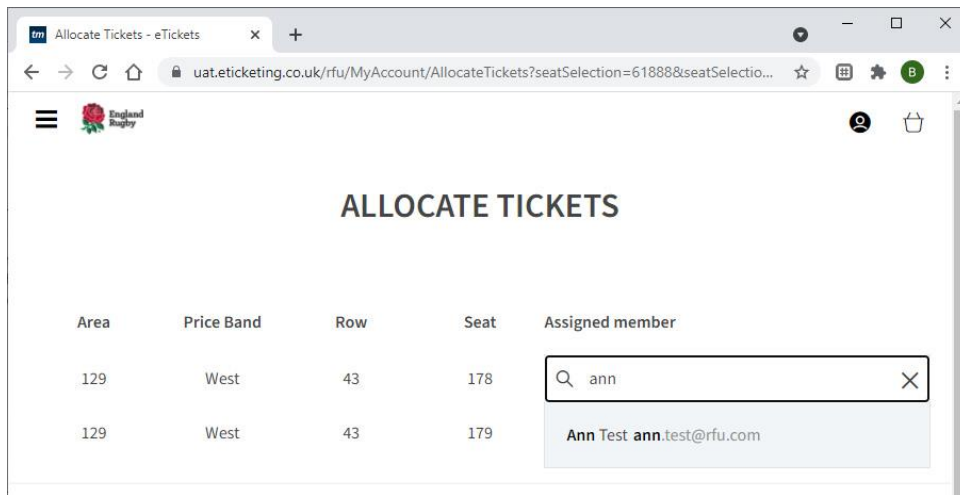 tm Allocate Tickets - eTickets
uat.eticketing.co.uk/rfu/MyAccount/AllocateTickets?seatSelection=61888&seatSelectio... B
England
Rugby
ALLOCATE TICKETS
Area Price Band Row Seat Assigned member
129 West 43 178 ann
129 West 43 179 Ann Test ann.test@rfu.com